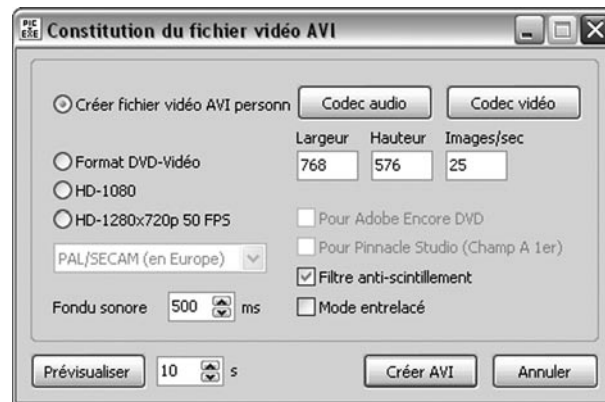 PIC
EXE
Constitution du fichier vidéo AVI
Créer fichier vidéo AVI personn
Codec audio
Codec vidéo
Largeur Hauteur Images/sec
768 576 25
Format DVD-Vidéo
HD-1080
HD-1280x720p 50 FPS
Pour Adobe Encore DVD
Pour Pinnacle Studio (Champ A 1er)
PAL/SECAM (en Europe)
Filtre anti-scintillement
Fondu sonore 500 ms
Mode entrelacé
Prévisualiser 10 s
Créer AVI
Annuler